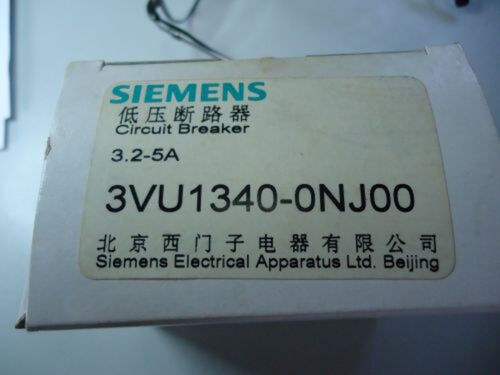 SIEMENS
低压断路器
Circuit Breaker
3.2-5A
3VU1340-0NJ00
北京西门子电器有限公司
Siemens Electrical Apparatus Ltd. Beijing